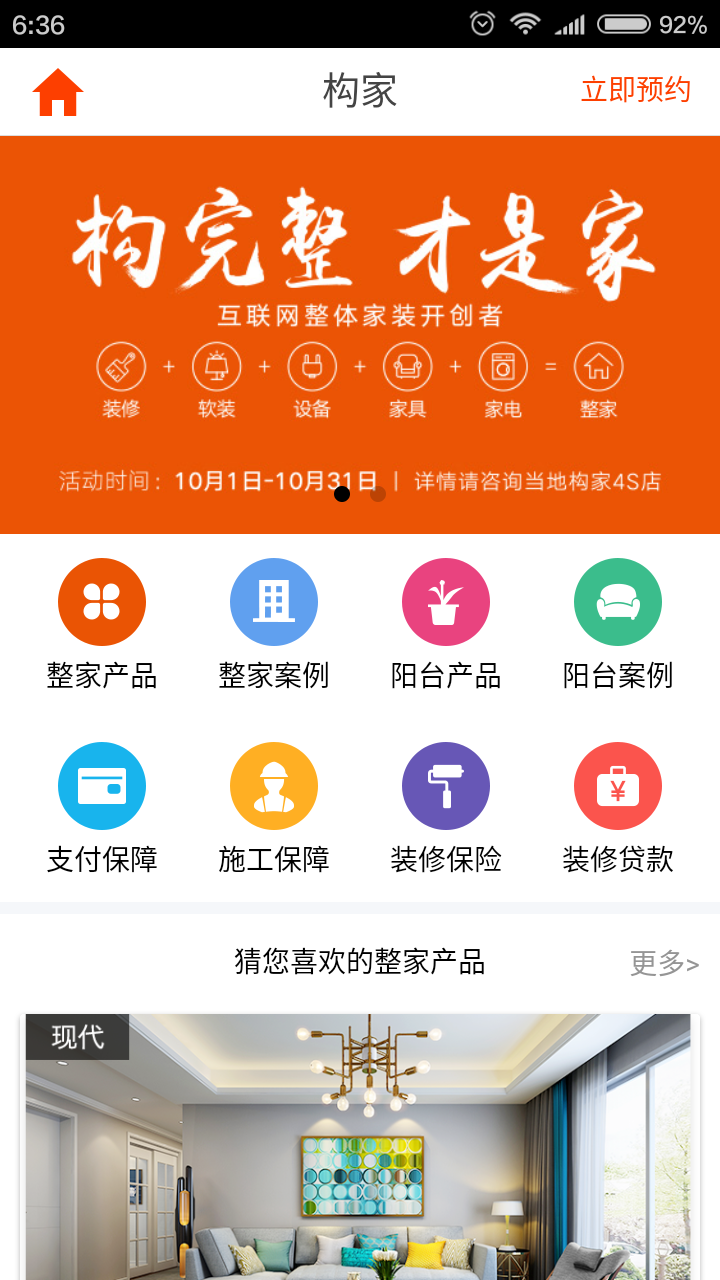 6:36 92%
构家 立即预约
构完整 才是家
互联网整体家装开创者
装修 + 软装 + 设备 + 家具 + 家电 = 整家
活动时间：10月1日-10月31日 | 详情请咨询当地构家4S店
整家产品 整家案例 阳台产品 阳台案例
¥
支付保障 施工保障 装修保险 装修贷款
猜您喜欢的整家产品 更多>
现代